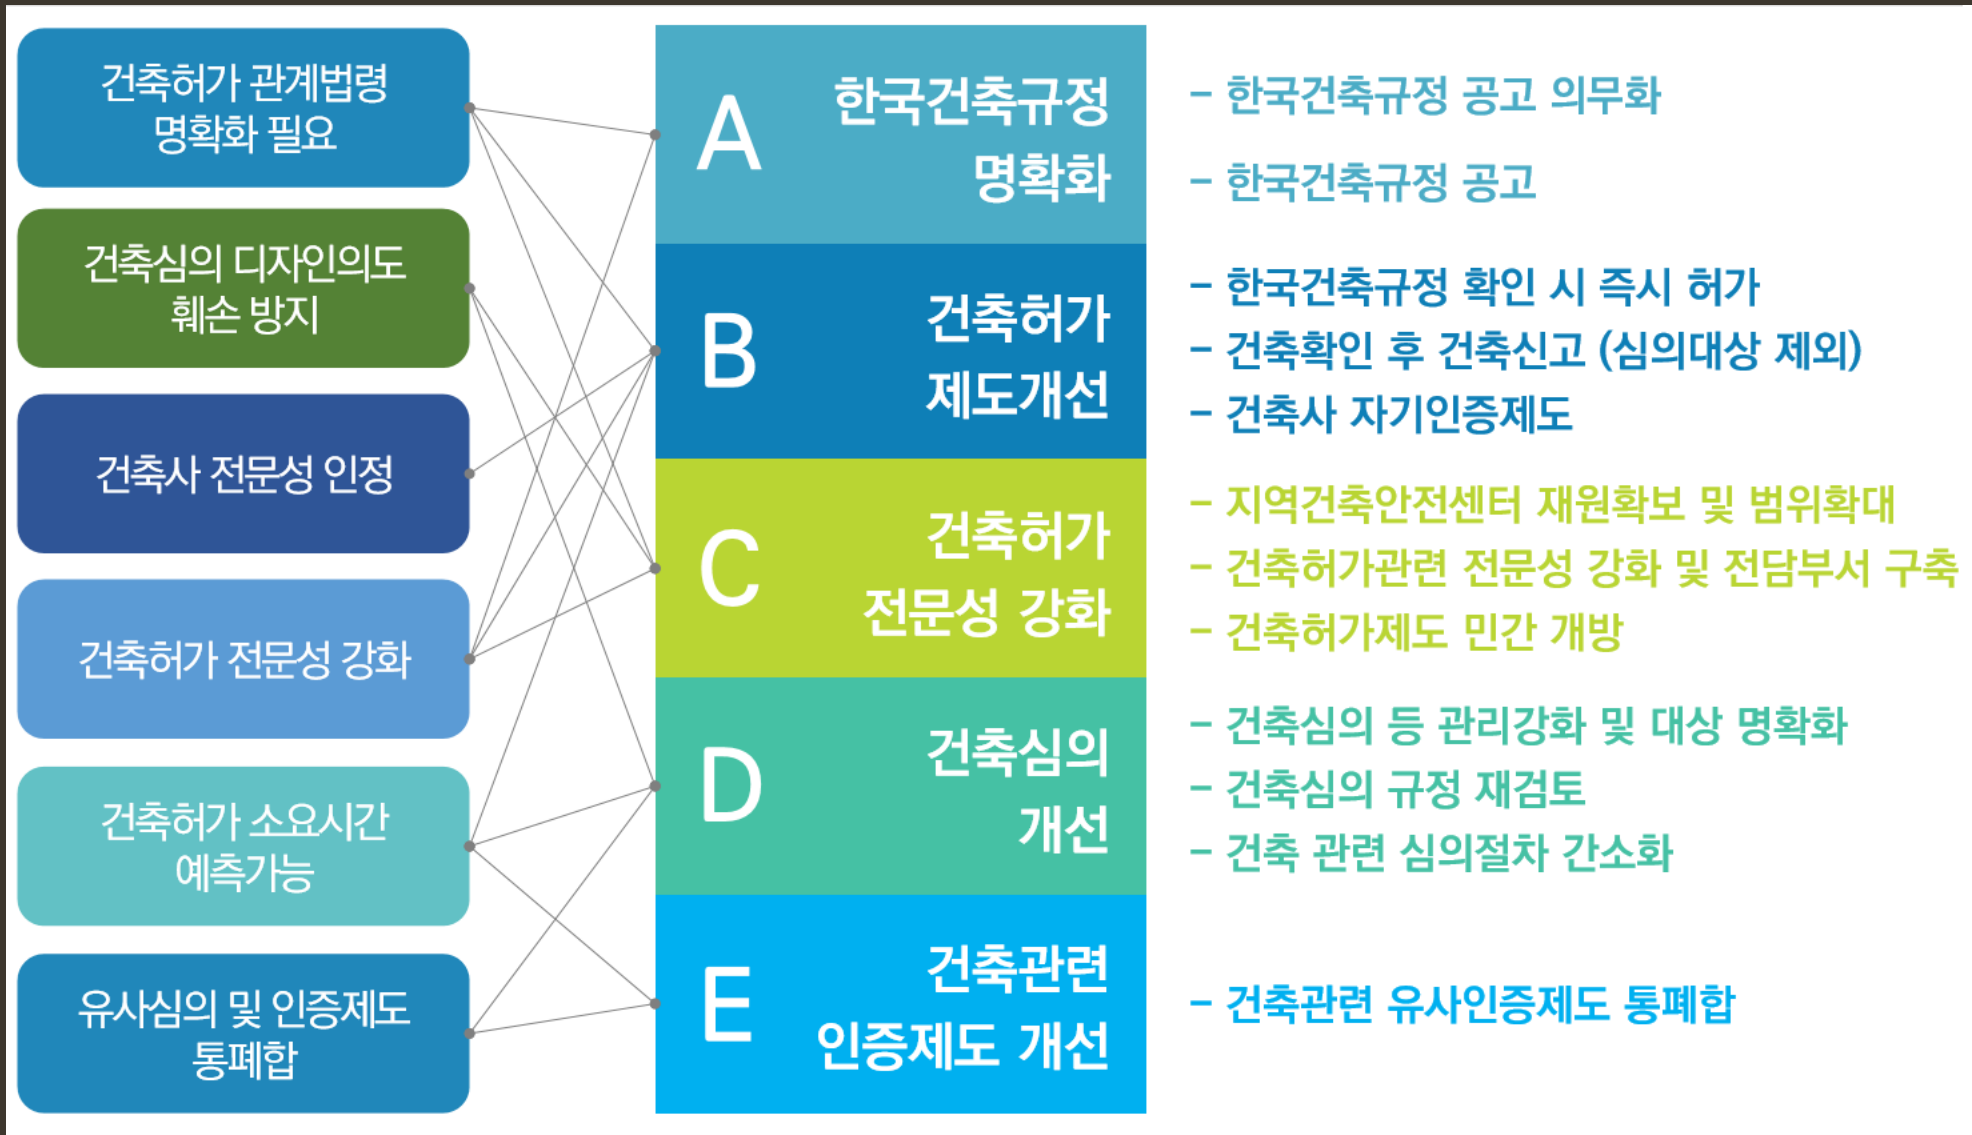 건축허가 관계법령
명확화 필요
건축심의 디자인의도
훼손 방지
건축사 전문성 인정
건축허가 전문성 강화
건축허가 소요시간
예측가능
유사심의 및 인증제도
통폐합
A
한국건축규정
명확화
- 한국건축규정 공고 의무화
- 한국건축규정 공고
B
건축허가
제도개선
- 한국건축규정 확인 시 즉시 허가
- 건축확인 후 건축신고 (심의대상 제외)
- 건축사 자기인증제도
C
건축허가
전문성 강화
- 지역건축안전센터 재원확보 및 범위확대
- 건축허가관련 전문성 강화 및 전담부서 구축
- 건축허가제도 민간 개방
D
건축심의
개선
- 건축심의 등 관리강화 및 대상 명확화
- 건축심의 규정 재검토
- 건축 관련 심의절차 간소화
E
건축관련
인증제도 개선
- 건축관련 유사인증제도 통폐합